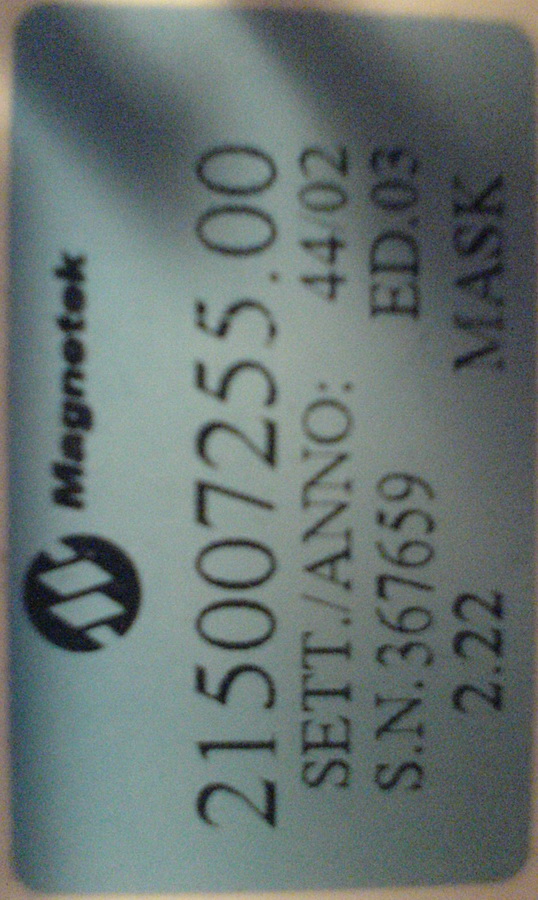 Magnetek
215007255.00
SETT./ANNO: 44/02
S.N.367659 ED.03
2.22 MASK